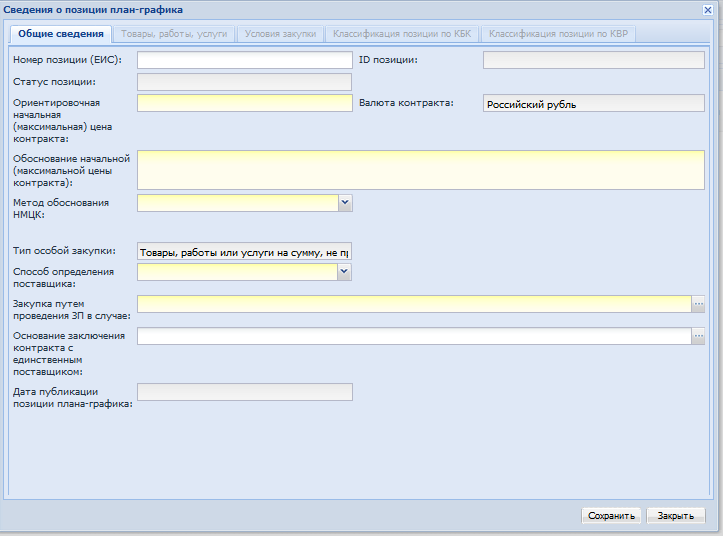 Сведения о позиции план-графика
Общие сведения Товары, работы, услуги Условия закупки Классификация позиции по КБК Классификация позиции по КВР
Номер позиции (ЕИС): ID позиции:
Статус позиции:
Ориентировочная
начальная
(максимальная) цена
контракта:
Валюта контракта: Российский рубль
Обоснование начальной
(максимальной цены
контракта):
Метод обоснования
НМЦК:
Тип особой закупки: Товары, работы или услуги на сумму, не пр
Способ определения
поставщика:
Закупка путем
проведения ЗП в случае:
Основание заключения
контракта с
единственным
поставщиком:
Дата публикации
позиции плана-графика:
Сохранить Закрыть